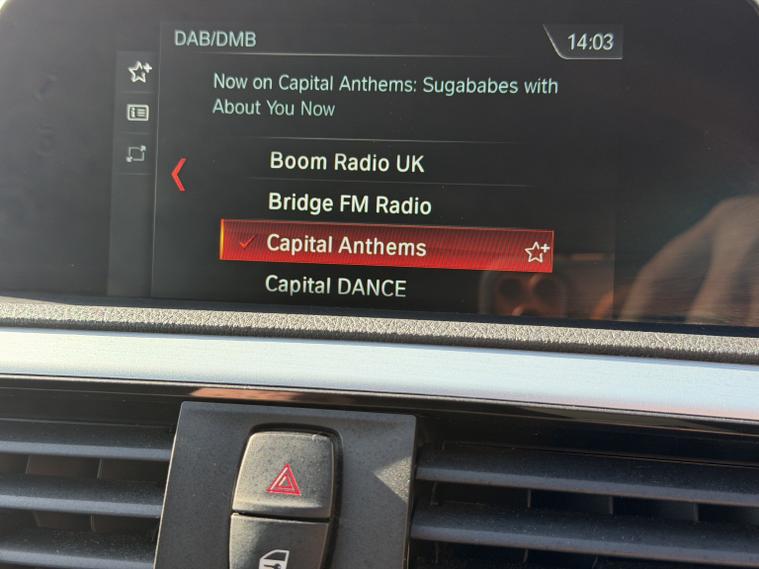 DAB/DMB
14:03
Now on Capital Anthems: Sugababes with
About You Now
Boom Radio UK
Bridge FM Radio
Capital Anthems
Capital DANCE